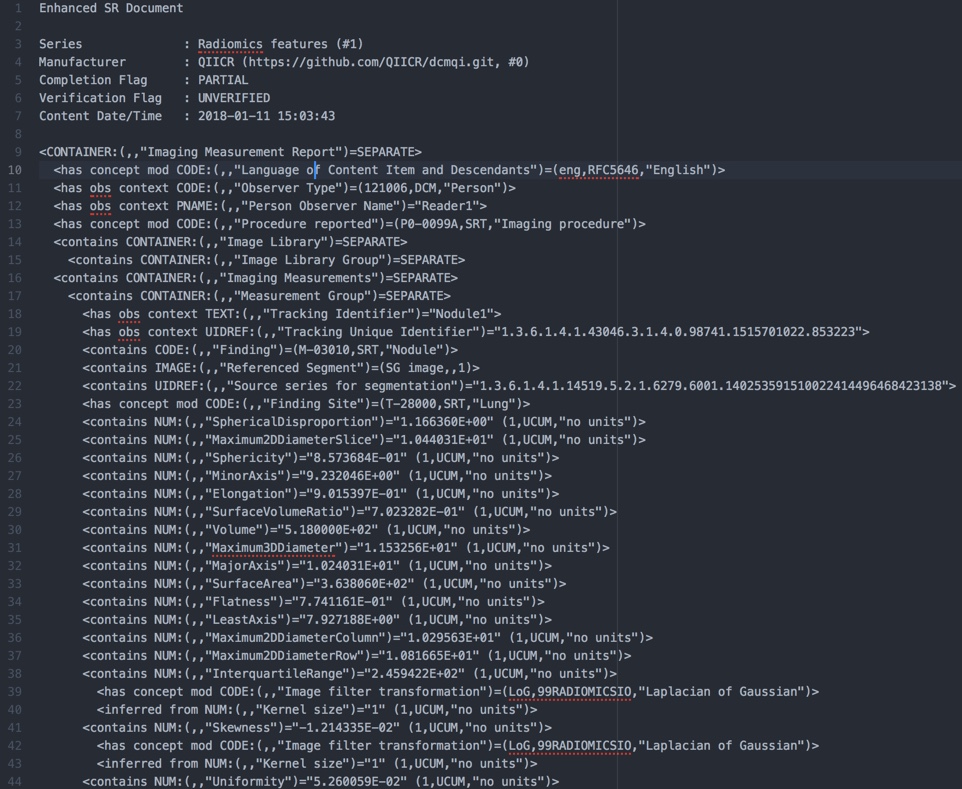 1 Enhanced SR Document
2
3 Series : Radiomics features (#1)
4 Manufacturer : QIICR (https://github.com/QIICR/dcmqi.git, #0)
5 Completion Flag : PARTIAL
6 Verification Flag : UNVERIFIED
7 Content Date/Time : 2018-01-11 15:03:43
8
9 <CONTAINER:(,,"Imaging Measurement Report")=SEPARATE>
10 <has concept mod CODE:(,,"Language of Content Item and Descendants")=(eng,RFC5646,"English")>
11 <has obs context CODE:(,,"Observer Type")=(121006,DCM,"Person")>
12 <has obs context PNAME:(,,"Person Observer Name")="Reader1">
13 <has concept mod CODE:(,,"Procedure reported")=(P0-0099A,SRT,"Imaging procedure")>
14 <contains CONTAINER:(,,"Image Library")=SEPARATE>
15 <contains CONTAINER:(,,"Image Library Group")=SEPARATE>
16 <contains CONTAINER:(,,"Imaging Measurements")=SEPARATE>
17 <contains CONTAINER:(,,"Measurement Group")=SEPARATE>
18 <has obs context TEXT:(,,"Tracking Identifier")="Nodule1">
19 <has obs context UIDREF:(,,"Tracking Unique Identifier")="1.3.6.1.4.1.43046.3.1.4.0.98741.1515701022.853223">
20 <contains CODE:(,,"Finding")=(M-03010,SRT,"Nodule")>
21 <contains IMAGE:(,,"Referenced Segment")=(SG image,,1)>
22 <contains UIDREF:(,,"Source series for segmentation")="1.3.6.1.4.1.14519.5.2.1.6279.6001.140253591510022414496468423138">
23 <has concept mod CODE:(,,"Finding Site")=(T-28000,SRT,"Lung")>
24 <contains NUM:(,,"SphericalDisproportion")="1.166360E+00" (1,UCUM,"no units")>
25 <contains NUM:(,,"Maximum2DDiameterSlice")="1.044031E+01" (1,UCUM,"no units")>
26 <contains NUM:(,,"Sphericity")="8.573684E-01" (1,UCUM,"no units")>
27 <contains NUM:(,,"MinorAxis")="9.232046E+00" (1,UCUM,"no units")>
28 <contains NUM:(,,"Elongation")="9.015397E-01" (1,UCUM,"no units")>
29 <contains NUM:(,,"SurfaceVolumeRatio")="7.023282E-01" (1,UCUM,"no units")>
30 <contains NUM:(,,"Volume")="5.180000E+02" (1,UCUM,"no units")>
31 <contains NUM:(,,"Maximum3DDiameter")="1.153256E+01" (1,UCUM,"no units")>
32 <contains NUM:(,,"MajorAxis")="1.024031E+01" (1,UCUM,"no units")>
33 <contains NUM:(,,"SurfaceArea")="3.638060E+02" (1,UCUM,"no units")>
34 <contains NUM:(,,"Flatness")="7.741161E-01" (1,UCUM,"no units")>
35 <contains NUM:(,,"LeastAxis")="7.927188E+00" (1,UCUM,"no units")>
36 <contains NUM:(,,"Maximum2DDiameterColumn")="1.029563E+01" (1,UCUM,"no units")>
37 <contains NUM:(,,"Maximum2DDiameterRow")="1.081665E+01" (1,UCUM,"no units")>
38 <contains NUM:(,,"InterquartileRange")="2.459422E+02" (1,UCUM,"no units")>
39 <has concept mod CODE:(,,"Image filter transformation")=(LoG,99RADIOMICSIO,"Laplacian of Gaussian")>
40 <inferred from NUM:(,,"Kernel size")="1" (1,UCUM,"no units")>
41 <contains NUM:(,,"Skewness")="-1.214335E-02" (1,UCUM,"no units")>
42 <has concept mod CODE:(,,"Image filter transformation")=(LoG,99RADIOMICSIO,"Laplacian of Gaussian")>
43 <inferred from NUM:(,,"Kernel size")="1" (1,UCUM,"no units")>
44 <contains NUM:(,,"Uniformity")="5.260059E-02" (1,UCUM,"no units")>